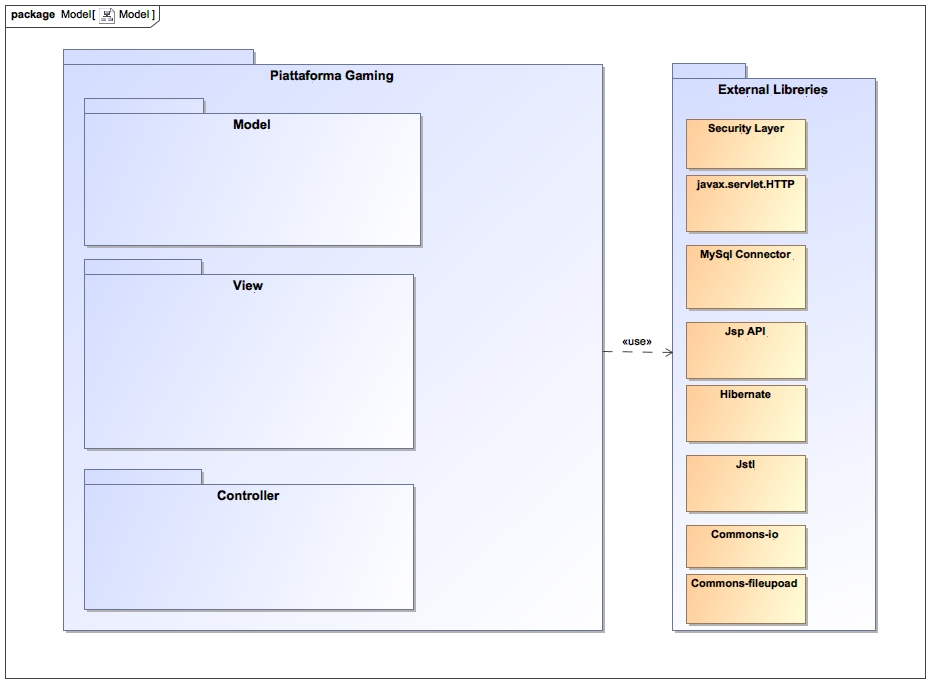 package Model[ Model ]
Piattaforma Gaming
Model
View
Controller
«use»
External Libreries
Security Layer
javax.servlet.HTTP
MySql Connector
Jsp API
Hibernate
Jstl
Commons-io
Commons-fileupoad